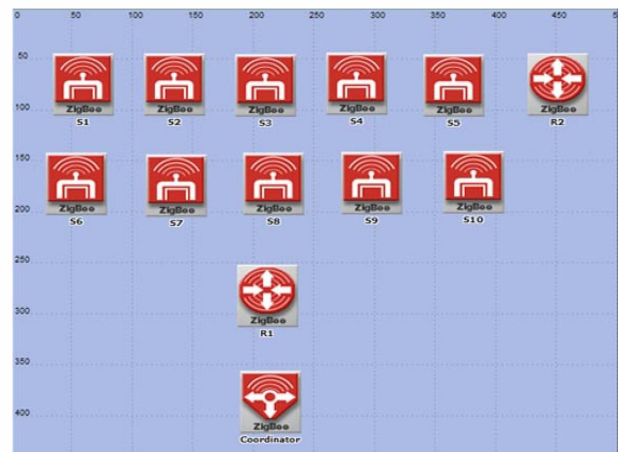 0 50 100 150 200 250 300 350 400 450 5
50
ZigBee ZigBee ZigBee ZigBee ZigBee ZigBee
100
S1 S2 S3 S4 S5 R2
150
ZigBee ZigBee ZigBee ZigBee ZigBee
200
S6 S7 S8 S9 S10
250
300
ZigBee
R1
350
400
ZigBee
Coordinator